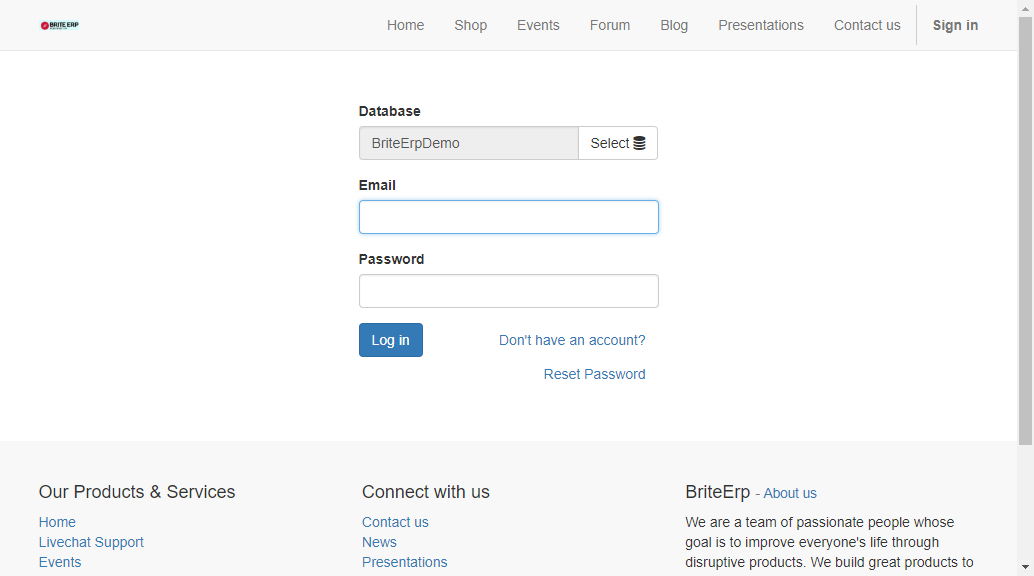 BRITE ERP
Home Shop Events Forum Blog Presentations Contact us Sign in
Database
BriteErpDemo Select
Email
Password
Log in Don't have an account?
Reset Password
Our Products & Services
Home
Livechat Support
Events
Connect with us
Contact us
News
Presentations
BriteErp - About us
We are a team of passionate people whose
goal is to improve everyone's life through
disruptive products. We build great products to